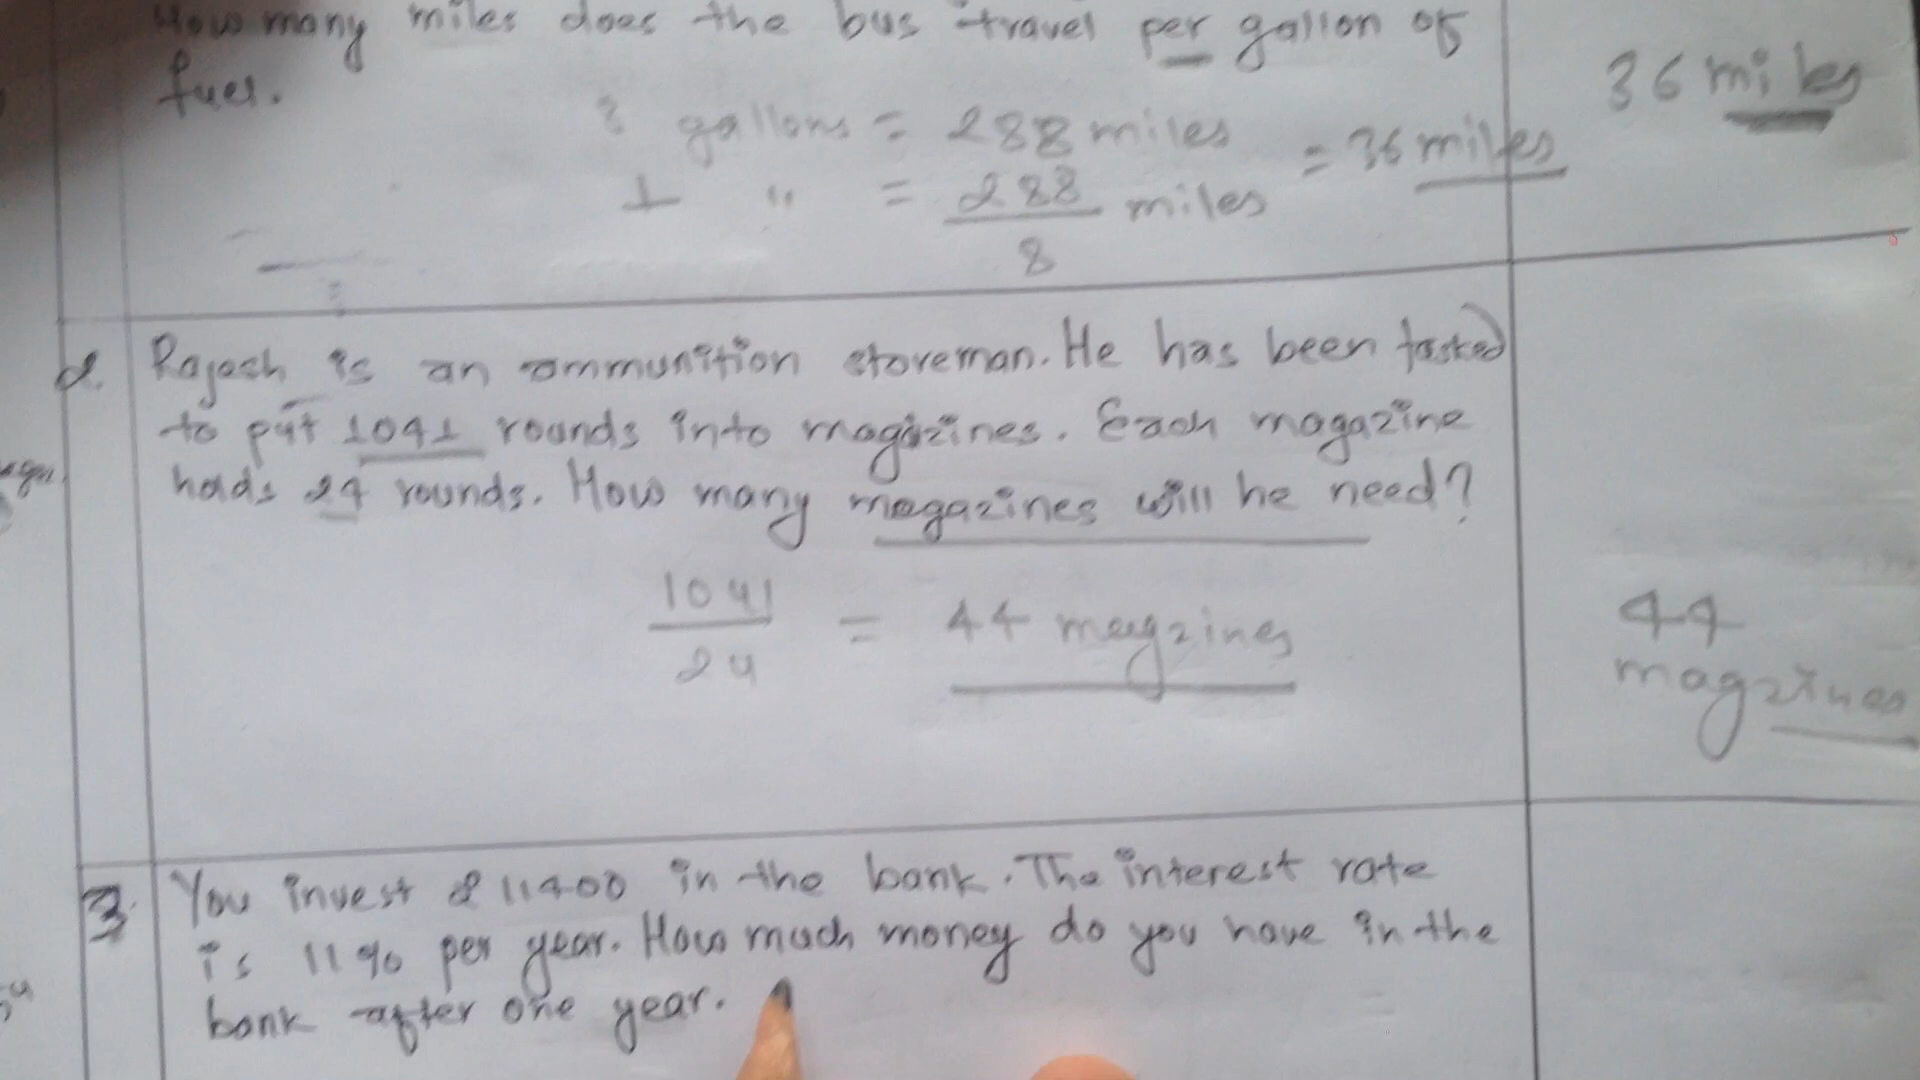 How many miles does the bus travel per gallon of
fuel.
8 gallons = 288 miles
= 36 miles
36 miles
1 " = 288 miles
8
2. Rajesh is an ammunition storeman. He has been tasked
to put 1041 rounds into magazines. Each magazine
holds 24 rounds. How many magazines will he need?
1041
24
= 44 magzines
44
magzines
3. You invest £11400 in the bank. The interest rate
is 11% per year. How much money do you have in the
bank after one year.